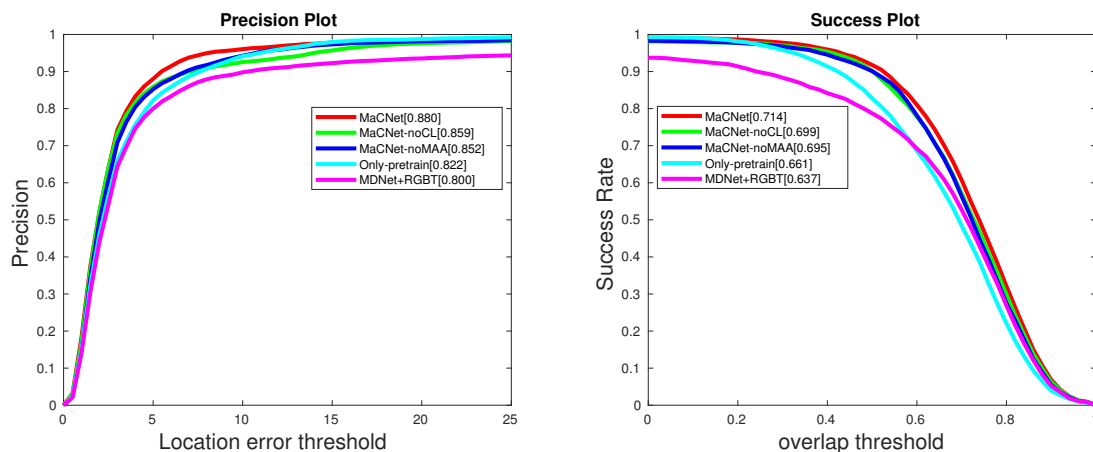 Precision Plot
1
0.9
0.8
0.7
0.6
0.5
0.4
0.3
0.2
0.1
0
Precision
MaCNet[0.880]
MaCNet-noCL[0.859]
MaCNet-noMAA[0.852]
Only-pretrain[0.822]
MDNet+RGBT[0.800]
0 5 10 15 20 25
Location error threshold
Success Plot
1
0.9
0.8
0.7
0.6
0.5
0.4
0.3
0.2
0.1
0
Success Rate
MaCNet[0.714]
MaCNet-noCL[0.699]
MaCNet-noMAA[0.695]
Only-pretrain[0.661]
MDNet+RGBT[0.637]
0 0.2 0.4 0.6 0.8
overlap threshold